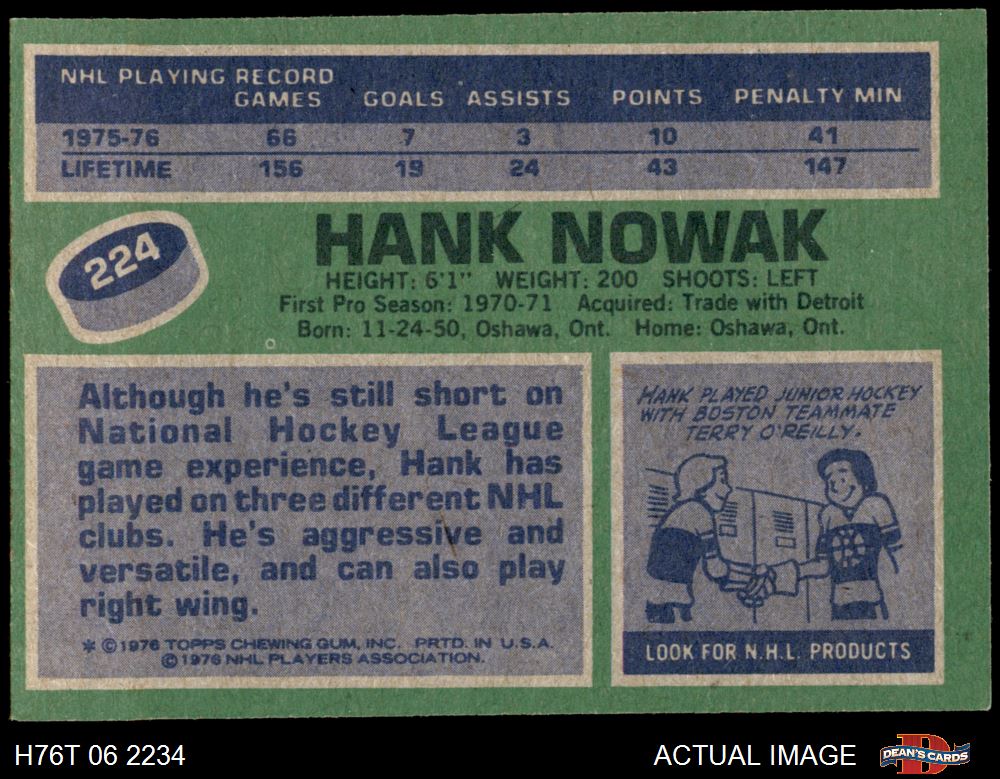 NHL PLAYING RECORD
GAMES GOALS ASSISTS POINTS PENALTY MIN
1975-76 66 7 3 10 41
LIFETIME 156 19 24 43 147
224
HANK NOWAK
HEIGHT: 6'1" WEIGHT: 200 SHOOTS: LEFT
First Pro Season: 1970-71 Acquired: Trade with Detroit
Born: 11-24-50, Oshawa, Ont. Home: Oshawa, Ont.
Although he's still short on
National Hockey League
game experience, Hank has
played on three different NHL
clubs. He's aggressive and
versatile, and can also play
right wing.
* © 1976 TOPPS CHEWING GUM, INC. PRTD. IN U.S.A.
© 1976 NHL PLAYERS ASSOCIATION.
HANK PLAYED JUNIOR HOCKEY
WITH BOSTON TEAMMATE
TERRY O'REILLY.
LOOK FOR N.H.L. PRODUCTS
H76T 06 2234
ACTUAL IMAGE
D
DEAN'S CARDS